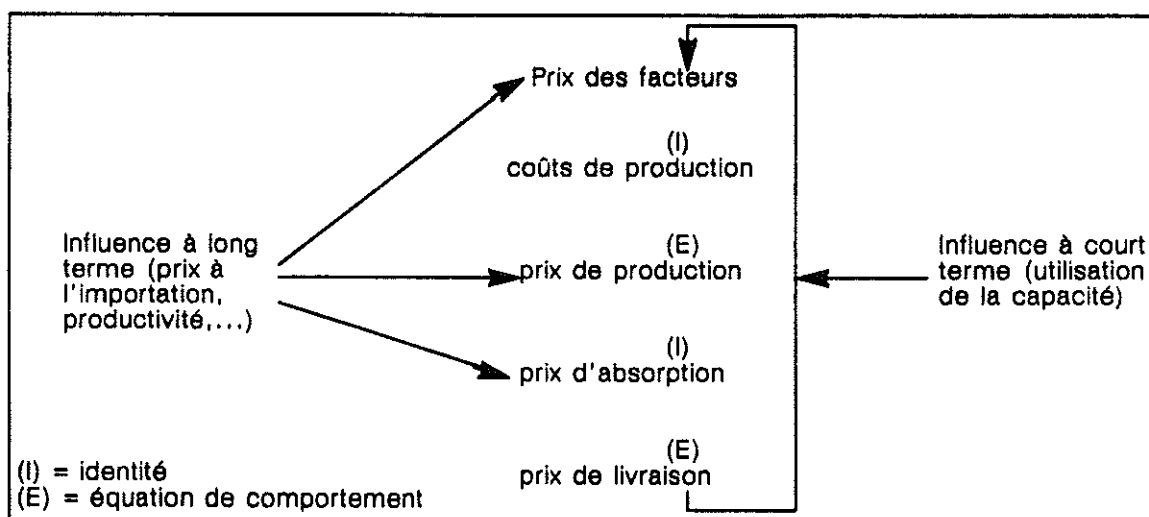 Prix des facteurs
(I)
coûts de production
Influence à long
terme (prix à
l'importation,
productivité,...)
(E)
prix de production
Influence à court
terme (utilisation
de la capacité)
(I)
prix d'absorption
(E)
prix de livraison
(I) = identité
(E) = équation de comportement